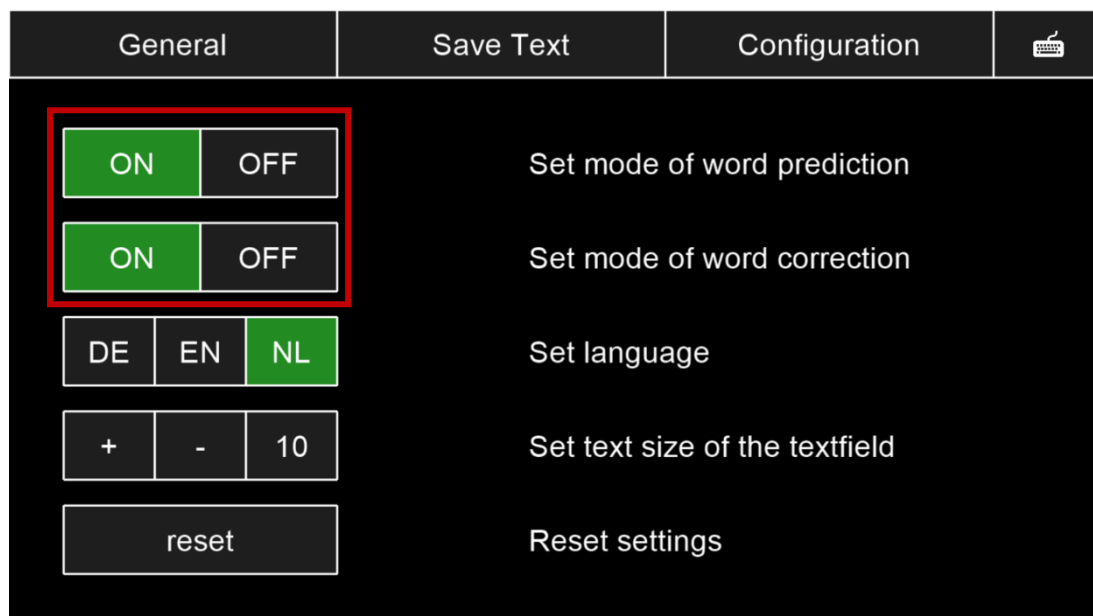 General Save Text Configuration
ON OFF Set mode of word prediction
ON OFF Set mode of word correction
DE EN NL Set language
+ - 10 Set text size of the textfield
reset Reset settings